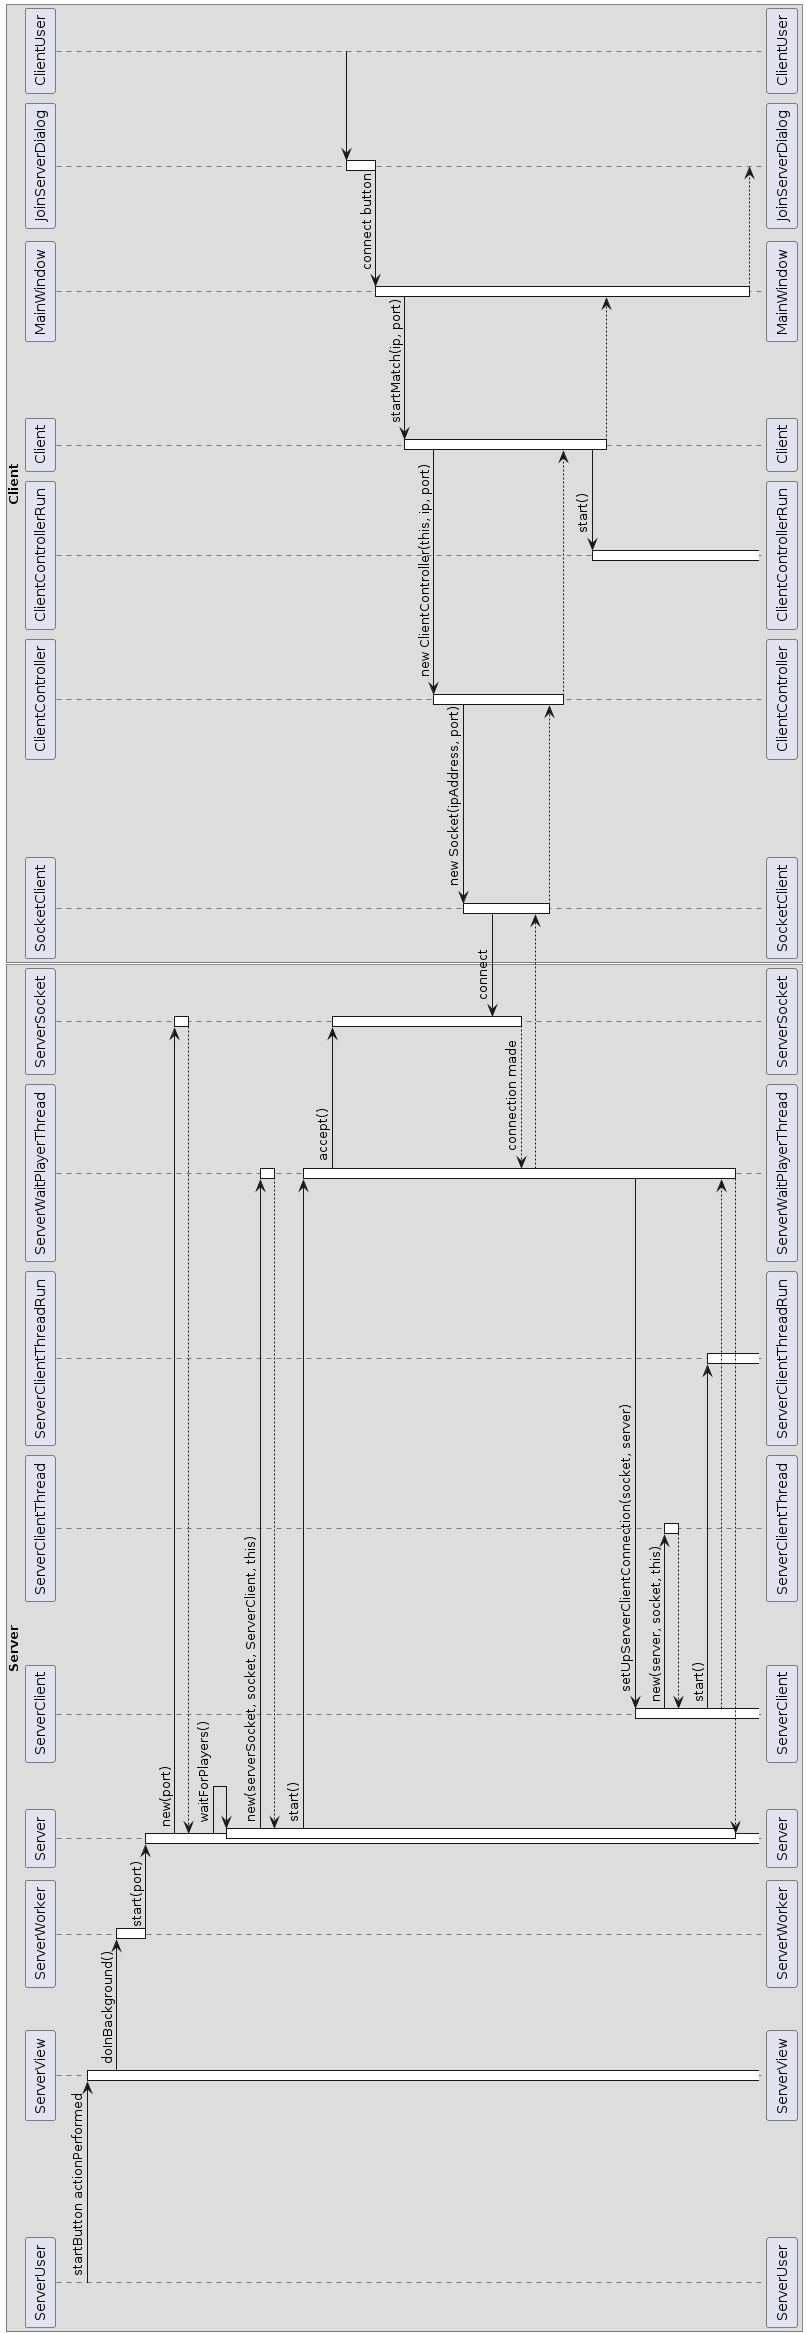 Server
Client
ServerUser
ServerView
ServerWorker
Server
ServerClient
ServerClientThread
ServerClientThreadRun
ServerWaitPlayerThread
ServerSocket
SocketClient
ClientController
ClientControllerRun
Client
MainWindow
JoinServerDialog
ClientUser
startButton actionPerformed
doInBackground()
start(port)
new(port)
waitForPlayers()
new(serverSocket, socket, ServerClient, this)
start()
accept()
connect button
startMatch(ip, port)
new ClientController(this, ip, port)
new Socket(ipAddress, port)
connect
connection made
start()
setUpServerClientConnection(socket, server)
new(server, socket, this)
start()
ServerUser
ServerView
ServerWorker
Server
ServerClient
ServerClientThread
ServerClientThreadRun
ServerWaitPlayerThread
ServerSocket
SocketClient
ClientController
ClientControllerRun
Client
MainWindow
JoinServerDialog
ClientUser